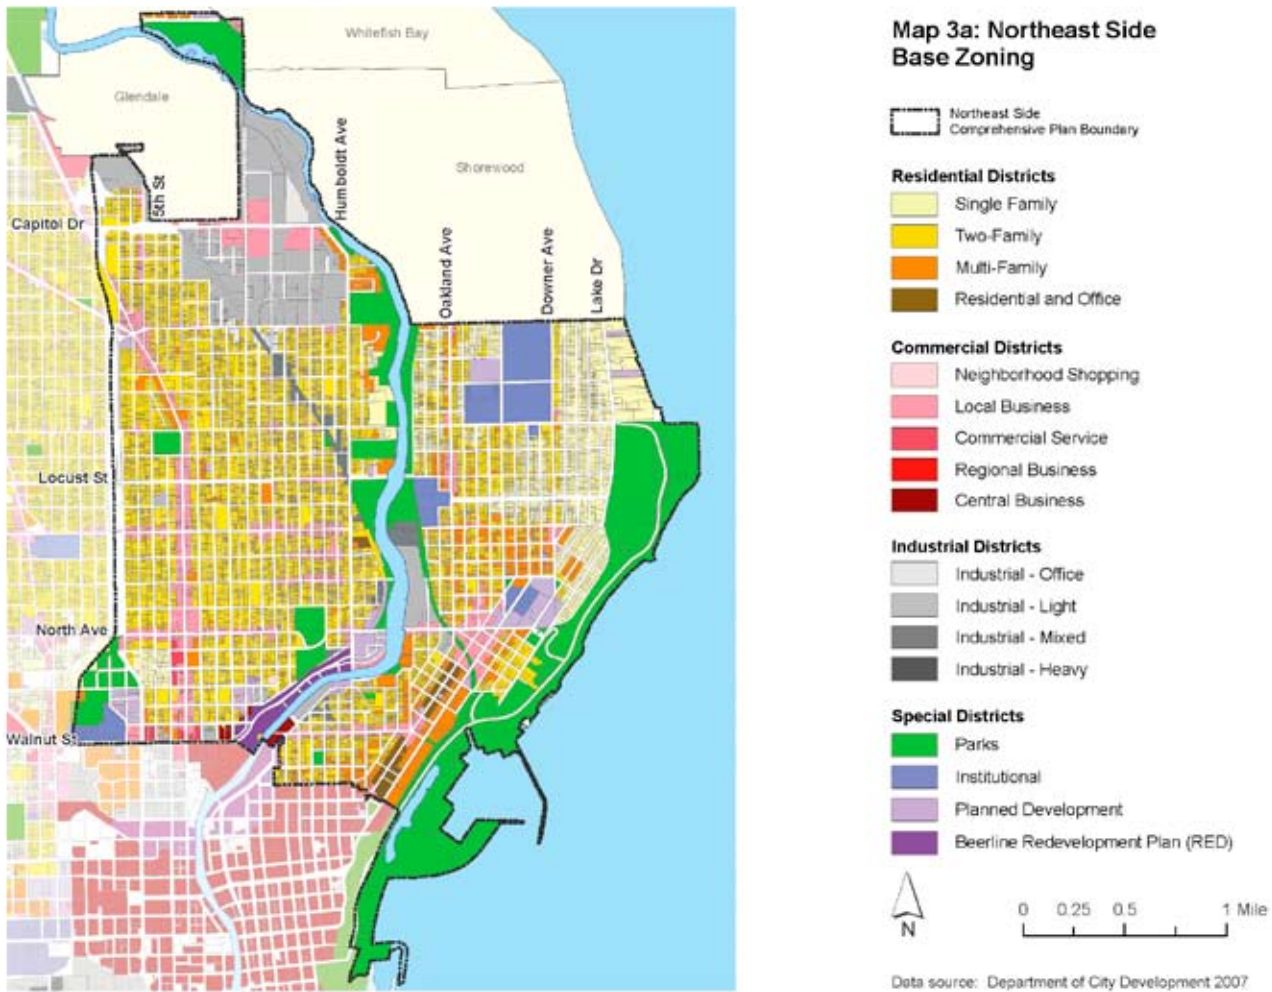 Whitefish Bay
Glendale
Shorewood
Humboldt Ave
5th St
Capitol Dr
Oakland Ave
Downer Ave
Lake Dr
Locust St
North Ave
Walnut St
Map 3a: Northeast Side
Base Zoning
Northeast Side
Comprehensive Plan Boundary
Residential Districts
Single Family
Two-Family
Multi-Family
Residential and Office
Commercial Districts
Neighborhood Shopping
Local Business
Commercial Service
Regional Business
Central Business
Industrial Districts
Industrial - Office
Industrial - Light
Industrial - Mixed
Industrial - Heavy
Special Districts
Parks
Institutional
Planned Development
Beerline Redevelopment Plan (RED)
N
0 0.25 0.5 1 Mile
Data source: Department of City Development 2007